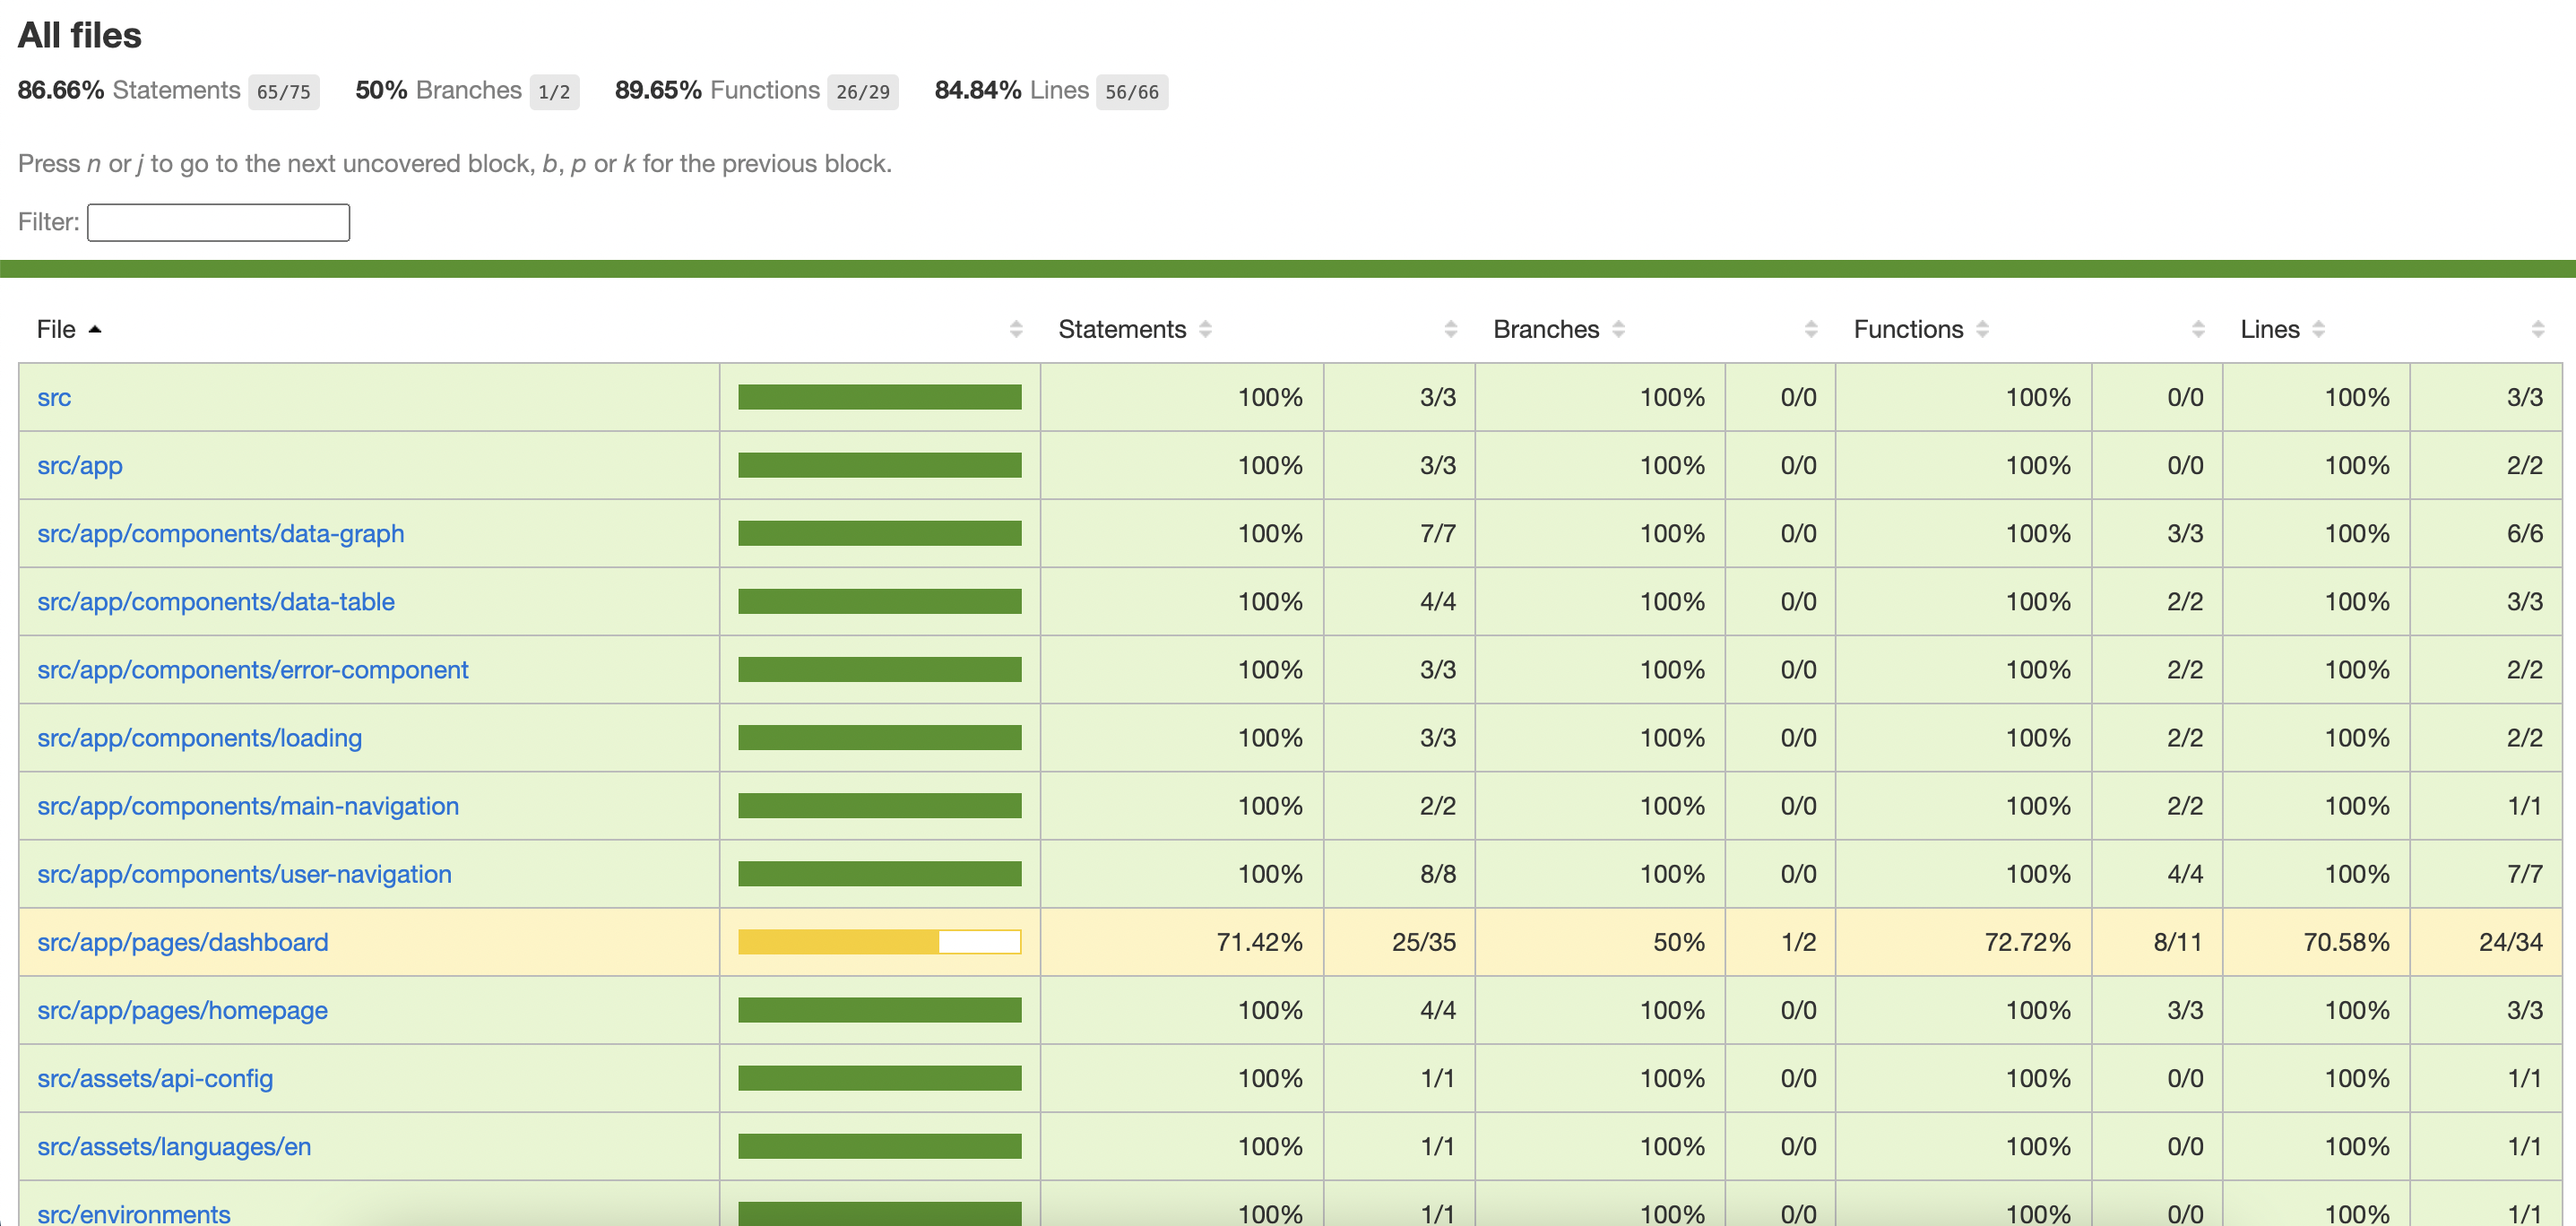 All files
86.66% Statements 65/75 50% Branches 1/2 89.65% Functions 26/29 84.84% Lines 56/66
Press n or j to go to the next uncovered block, b, p or k for the previous block.
Filter:
File Statements Branches Functions Lines
src 100% 3/3 100% 0/0 100% 0/0 100% 3/3
src/app 100% 3/3 100% 0/0 100% 0/0 100% 2/2
src/app/components/data-graph 100% 7/7 100% 0/0 100% 3/3 100% 6/6
src/app/components/data-table 100% 4/4 100% 0/0 100% 2/2 100% 3/3
src/app/components/error-component 100% 3/3 100% 0/0 100% 2/2 100% 2/2
src/app/components/loading 100% 3/3 100% 0/0 100% 2/2 100% 2/2
src/app/components/main-navigation 100% 2/2 100% 0/0 100% 2/2 100% 1/1
src/app/components/user-navigation 100% 8/8 100% 0/0 100% 4/4 100% 7/7
src/app/pages/dashboard 71.42% 25/35 50% 1/2 72.72% 8/11 70.58% 24/34
src/app/pages/homepage 100% 4/4 100% 0/0 100% 3/3 100% 3/3
src/assets/api-config 100% 1/1 100% 0/0 100% 0/0 100% 1/1
src/assets/languages/en 100% 1/1 100% 0/0 100% 0/0 100% 1/1
src/environments 100% 1/1 100% 0/0 100% 0/0 100% 1/1